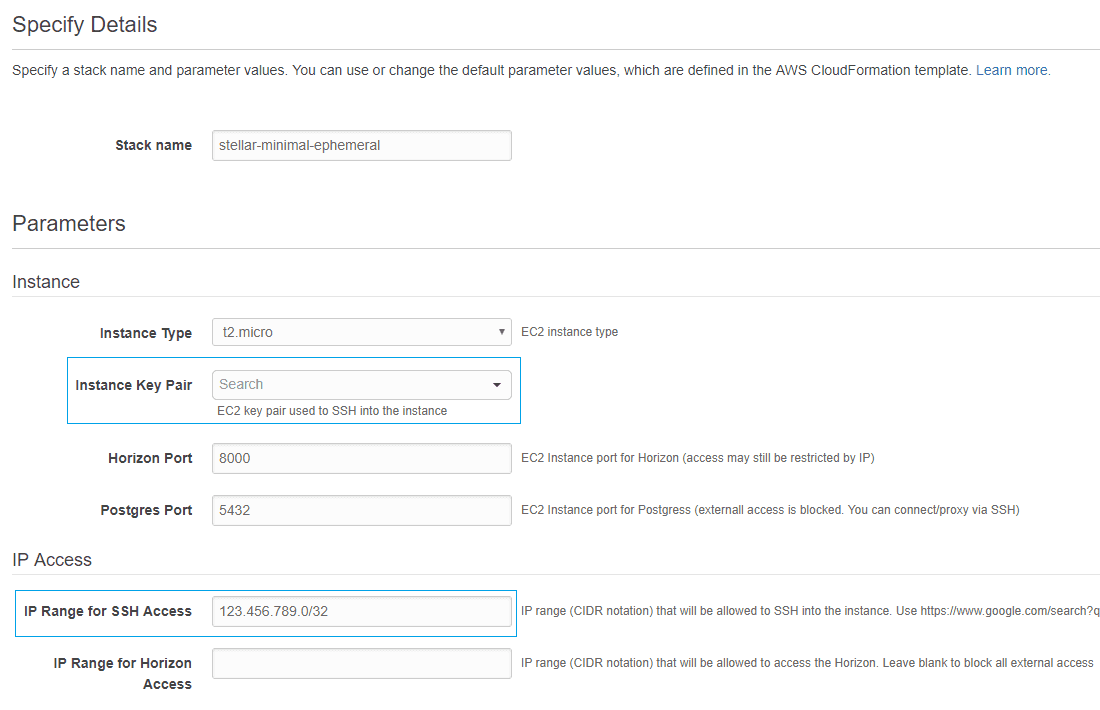 Specify Details
Specify a stack name and parameter values. You can use or change the default parameter values, which are defined in the AWS CloudFormation template. Learn more.
Stack name
stellar-minimal-ephemeral
Parameters
Instance
Instance Type
t2.micro
EC2 instance type
Instance Key Pair
Search
EC2 key pair used to SSH into the instance
Horizon Port
8000
EC2 Instance port for Horizon (access may still be restricted by IP)
Postgres Port
5432
EC2 Instance port for Postgress (externall access is blocked. You can connect/proxy via SSH)
IP Access
IP Range for SSH Access
123.456.789.0/32
IP range (CIDR notation) that will be allowed to SSH into the instance. Use https://www.google.com/search?q
IP Range for Horizon
Access
IP range (CIDR notation) that will be allowed to access the Horizon. Leave blank to block all external access